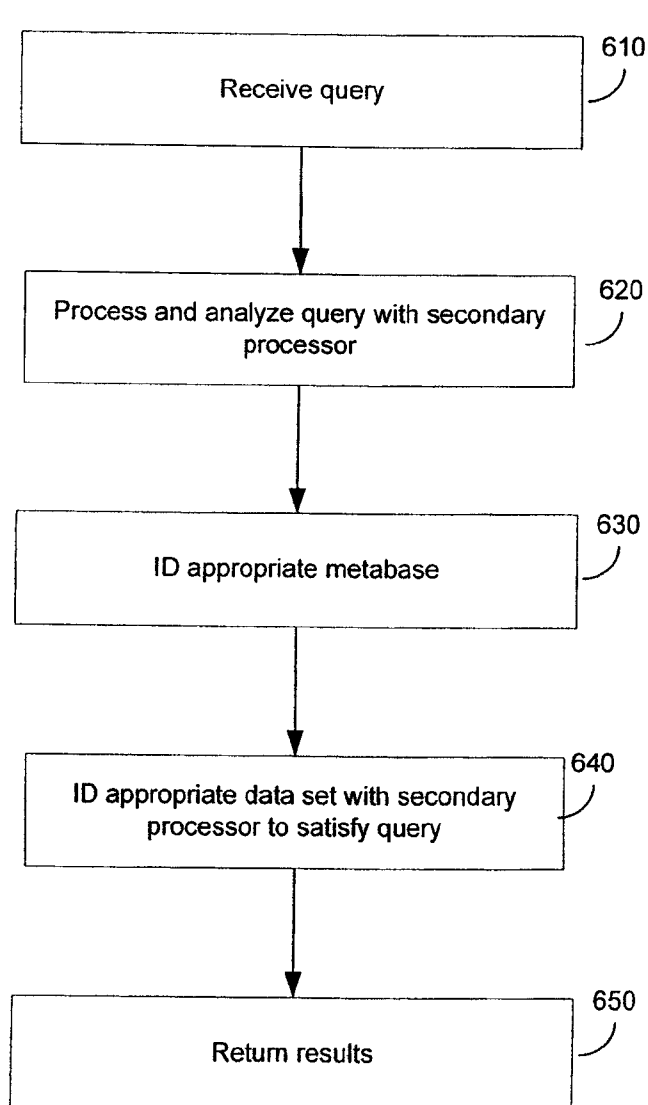 610
Receive query
620
Process and analyze query with secondary
processor
630
ID appropriate metabase
640
ID appropriate data set with secondary
processor to satisfy query
650
Return results